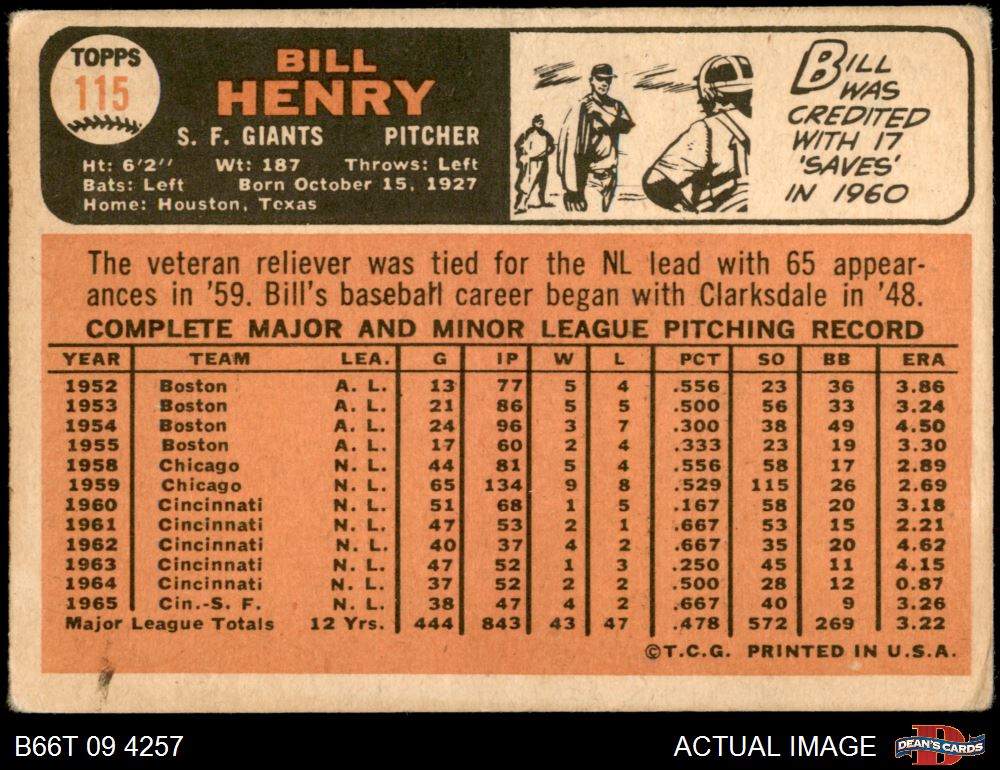 TOPPS
115
BILL
HENRY
S. F. GIANTS PITCHER
Ht: 6'2'' Wt: 187 Throws: Left
Bats: Left Born October 15, 1927
Home: Houston, Texas
BILL
WAS
CREDITED
WITH 17
'SAVES'
IN 1960
The veteran reliever was tied for the NL lead with 65 appear-
ances in '59. Bill's baseball career began with Clarksdale in '48.
COMPLETE MAJOR AND MINOR LEAGUE PITCHING RECORD
YEAR TEAM LEA. G IP W L PCT SO BB ERA
1952 Boston A. L. 13 77 5 4 .556 23 36 3.86
1953 Boston A. L. 21 86 5 5 .500 56 33 3.24
1954 Boston A. L. 24 96 3 7 .300 38 49 4.50
1955 Boston A. L. 17 60 2 4 .333 23 19 3.30
1958 Chicago N. L. 44 81 5 4 .556 58 17 2.89
1959 Chicago N. L. 65 134 9 8 .529 115 26 2.69
1960 Cincinnati N. L. 51 68 1 5 .167 58 20 3.18
1961 Cincinnati N. L. 47 53 2 1 .667 53 15 2.21
1962 Cincinnati N. L. 40 37 4 2 .667 35 20 4.62
1963 Cincinnati N. L. 47 52 1 3 .250 45 11 4.15
1964 Cincinnati N. L. 37 52 2 2 .500 28 12 0.87
1965 Cin.-S. F. N. L. 38 47 4 2 .667 40 9 3.26
Major League Totals 12 Yrs. 444 843 43 47 .478 572 269 3.22
©T.C.G. PRINTED IN U.S.A.
B66T 09 4257
ACTUAL IMAGE
D
DEAN'S CARDS